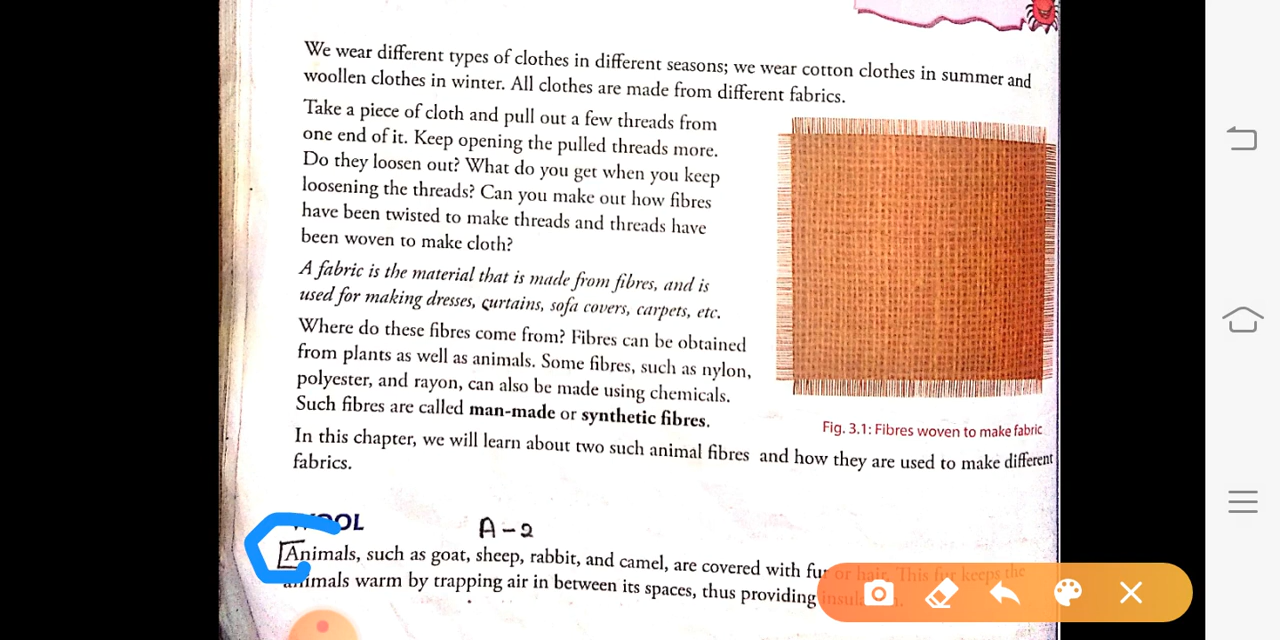 We wear different types of clothes in different seasons; we wear cotton clothes in summer and
woollen clothes in winter. All clothes are made from different fabrics.
Take a piece of cloth and pull out a few threads from
one end of it. Keep opening the pulled threads more.
Do they loosen out? What do you get when you keep
loosening the threads? Can you make out how fibres
have been twisted to make threads and threads have
been woven to make cloth?
A fabric is the material that is made from fibres, and is
used for making dresses, curtains, sofa covers, carpets, etc.
Where do these fibres come from? Fibres can be obtained
from plants as well as animals. Some fibres, such as nylon,
polyester, and rayon, can also be made using chemicals.
Such fibres are called man-made or synthetic fibres.
Fig. 3.1: Fibres woven to make fabric
In this chapter, we will learn about two such animal fibres and how they are used to make different
fabrics.
WOOL
A-2
Animals, such as goat, sheep, rabbit, and camel, are covered with fur or hair. This fur keeps the
animals warm by trapping air in between its spaces, thus providing